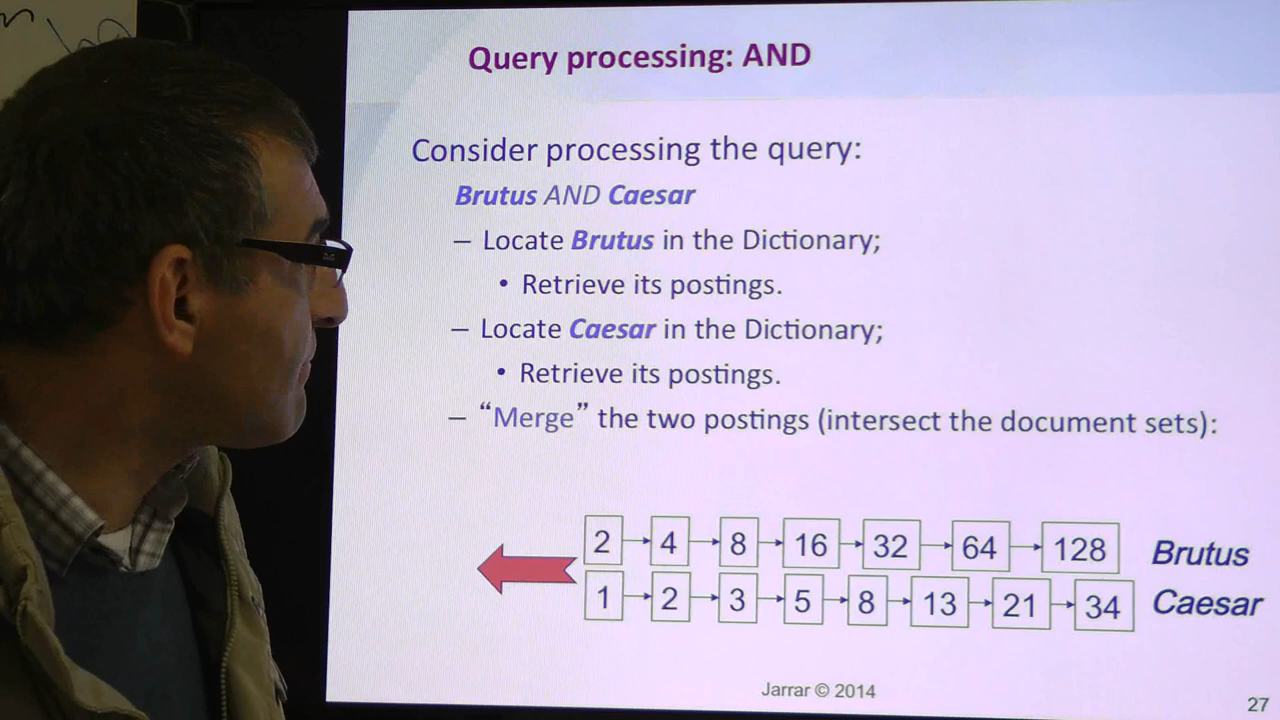 Query processing: AND
Consider processing the query:
Brutus AND Caesar
– Locate Brutus in the Dictionary;
• Retrieve its postings.
– Locate Caesar in the Dictionary;
• Retrieve its postings.
– “Merge” the two postings (intersect the document sets):
2 4 8 16 32 64 128 Brutus
1 2 3 5 8 13 21 34 Caesar
Jarrar © 2014
27